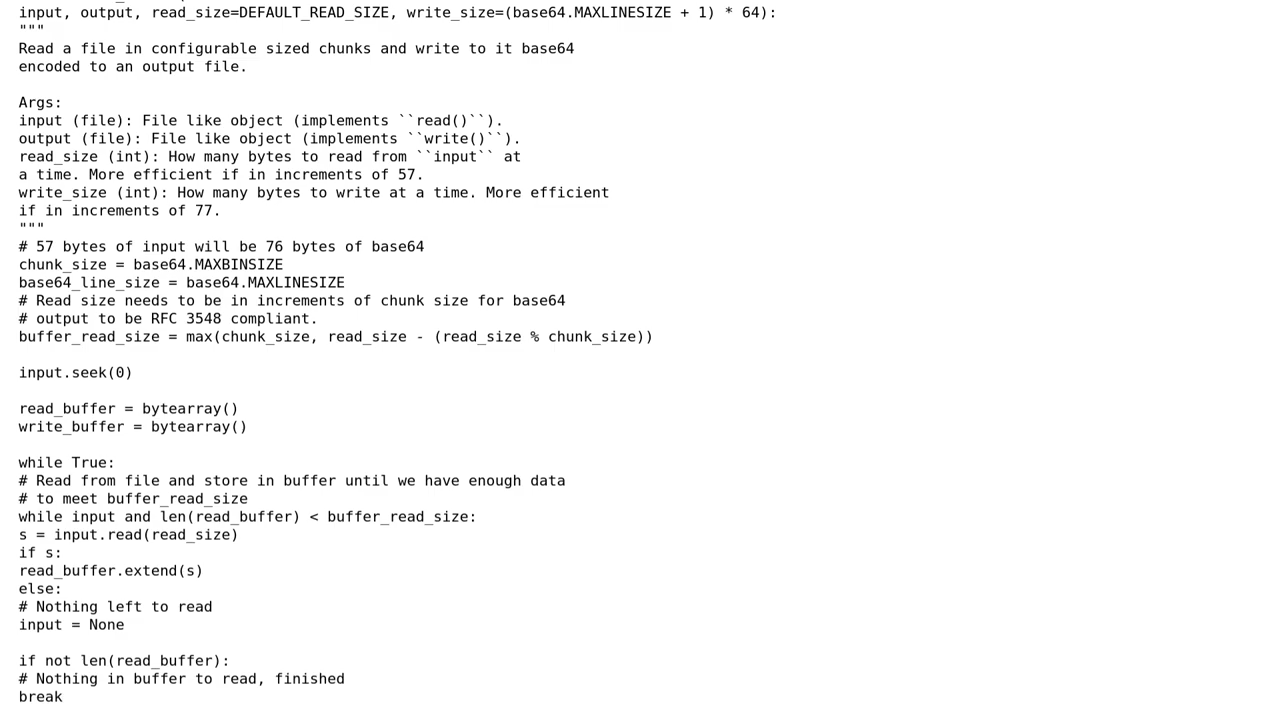 input, output, read_size=DEFAULT_READ_SIZE, write_size=(base64.MAXLINESIZE + 1) * 64):
"""
Read a file in configurable sized chunks and write to it base64
encoded to an output file.

Args:
input (file): File like object (implements ``read()``).
output (file): File like object (implements ``write()``).
read_size (int): How many bytes to read from ``input`` at
a time. More efficient if in increments of 57.
write_size (int): How many bytes to write at a time. More efficient
if in increments of 77.
"""
# 57 bytes of input will be 76 bytes of base64
chunk_size = base64.MAXBINSIZE
base64_line_size = base64.MAXLINESIZE
# Read size needs to be in increments of chunk size for base64
# output to be RFC 3548 compliant.
buffer_read_size = max(chunk_size, read_size - (read_size % chunk_size))

input.seek(0)

read_buffer = bytearray()
write_buffer = bytearray()

while True:
# Read from file and store in buffer until we have enough data
# to meet buffer_read_size
while input and len(read_buffer) < buffer_read_size:
s = input.read(read_size)
if s:
read_buffer.extend(s)
else:
# Nothing left to read
input = None

if not len(read_buffer):
# Nothing in buffer to read, finished
break